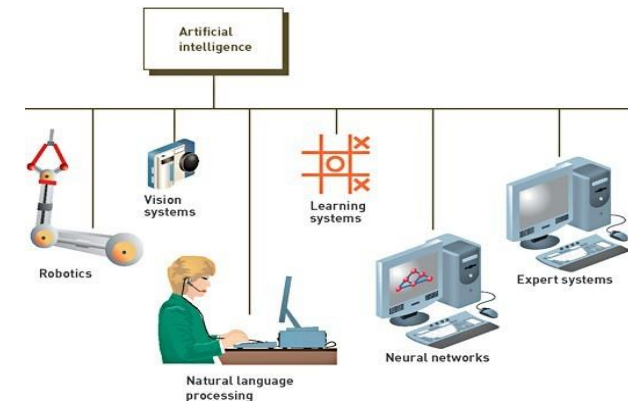 Artificial
intelligence
Vision
systems
Learning
systems
Robotics
Expert systems
Neural networks
Natural language
processing